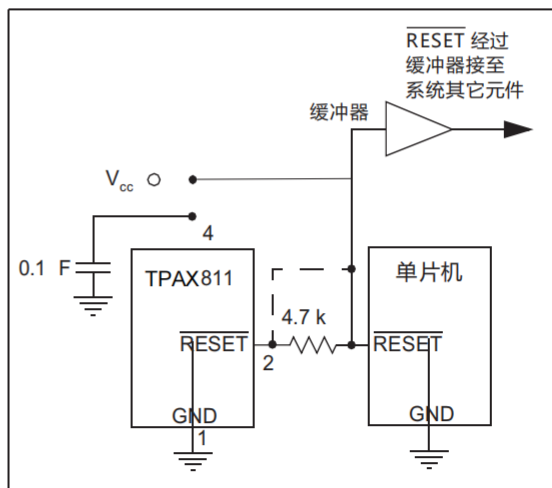 RESET 经过
缓冲器接至
系统其它元件
缓冲器
Vcc
4
0.1 F
TPAX811
单片机
4.7 k
RESET
2
RESET
GND
1
GND